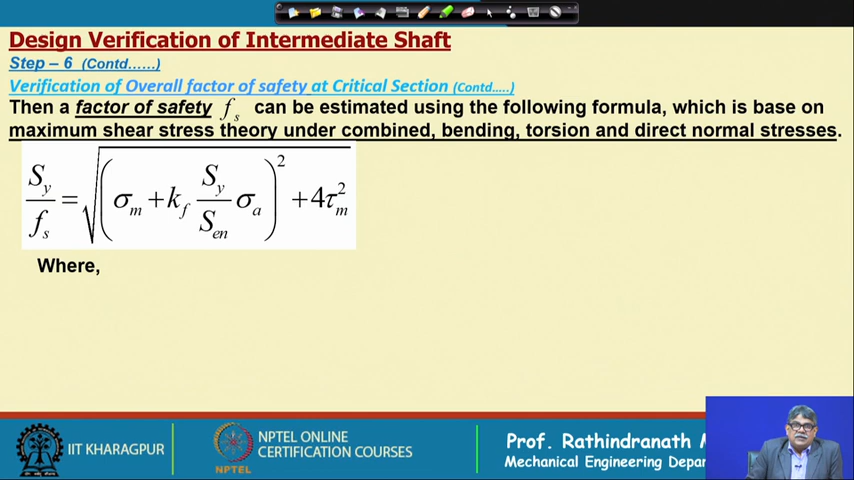 Design Verification of Intermediate Shaft
Step – 6 (Contd......)
Verification of Overall factor of safety at Critical Section (Contd.....)
Then a factor of safety f_s can be estimated using the following formula, which is base on
maximum shear stress theory under combined, bending, torsion and direct normal stresses.
S_y / f_s = √((σ_m + k_f S_y / S_en σ_a)² + 4τ_m²)
Where,
IIT KHARAGPUR
NPTEL
NPTEL ONLINE
CERTIFICATION COURSES
Prof. Rathindranath
Mechanical Engineering